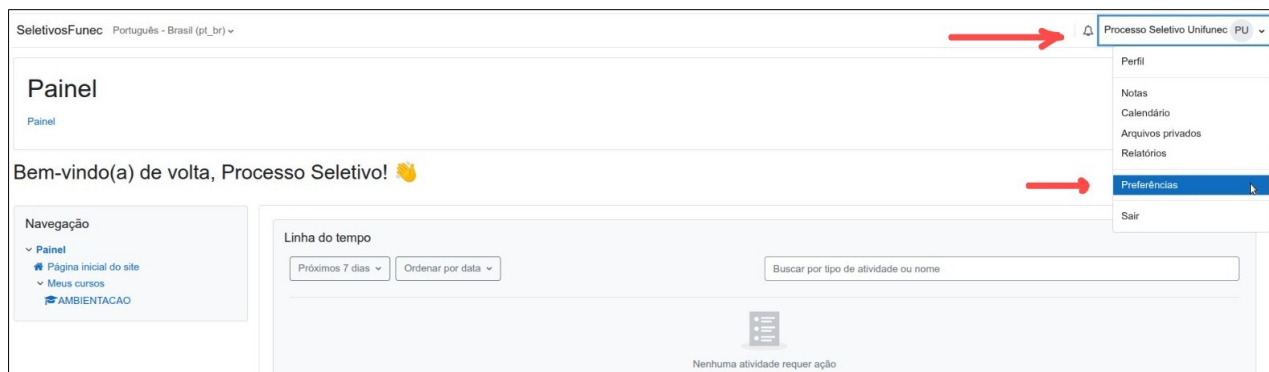 SeletivosFunec Português - Brasil (pt_br)
Processo Seletivo Unifunec PU
Perfil
Notas
Calendário
Arquivos privados
Relatórios
Preferências
Sair
Painel
Painel
Bem-vindo(a) de volta, Processo Seletivo! 👋
Navegação
Painel
Página inicial do site
Meus cursos
AMBIENTACAO
Linha do tempo
Próximos 7 dias Ordenar por data Buscar por tipo de atividade ou nome
Nenhuma atividade requer ação